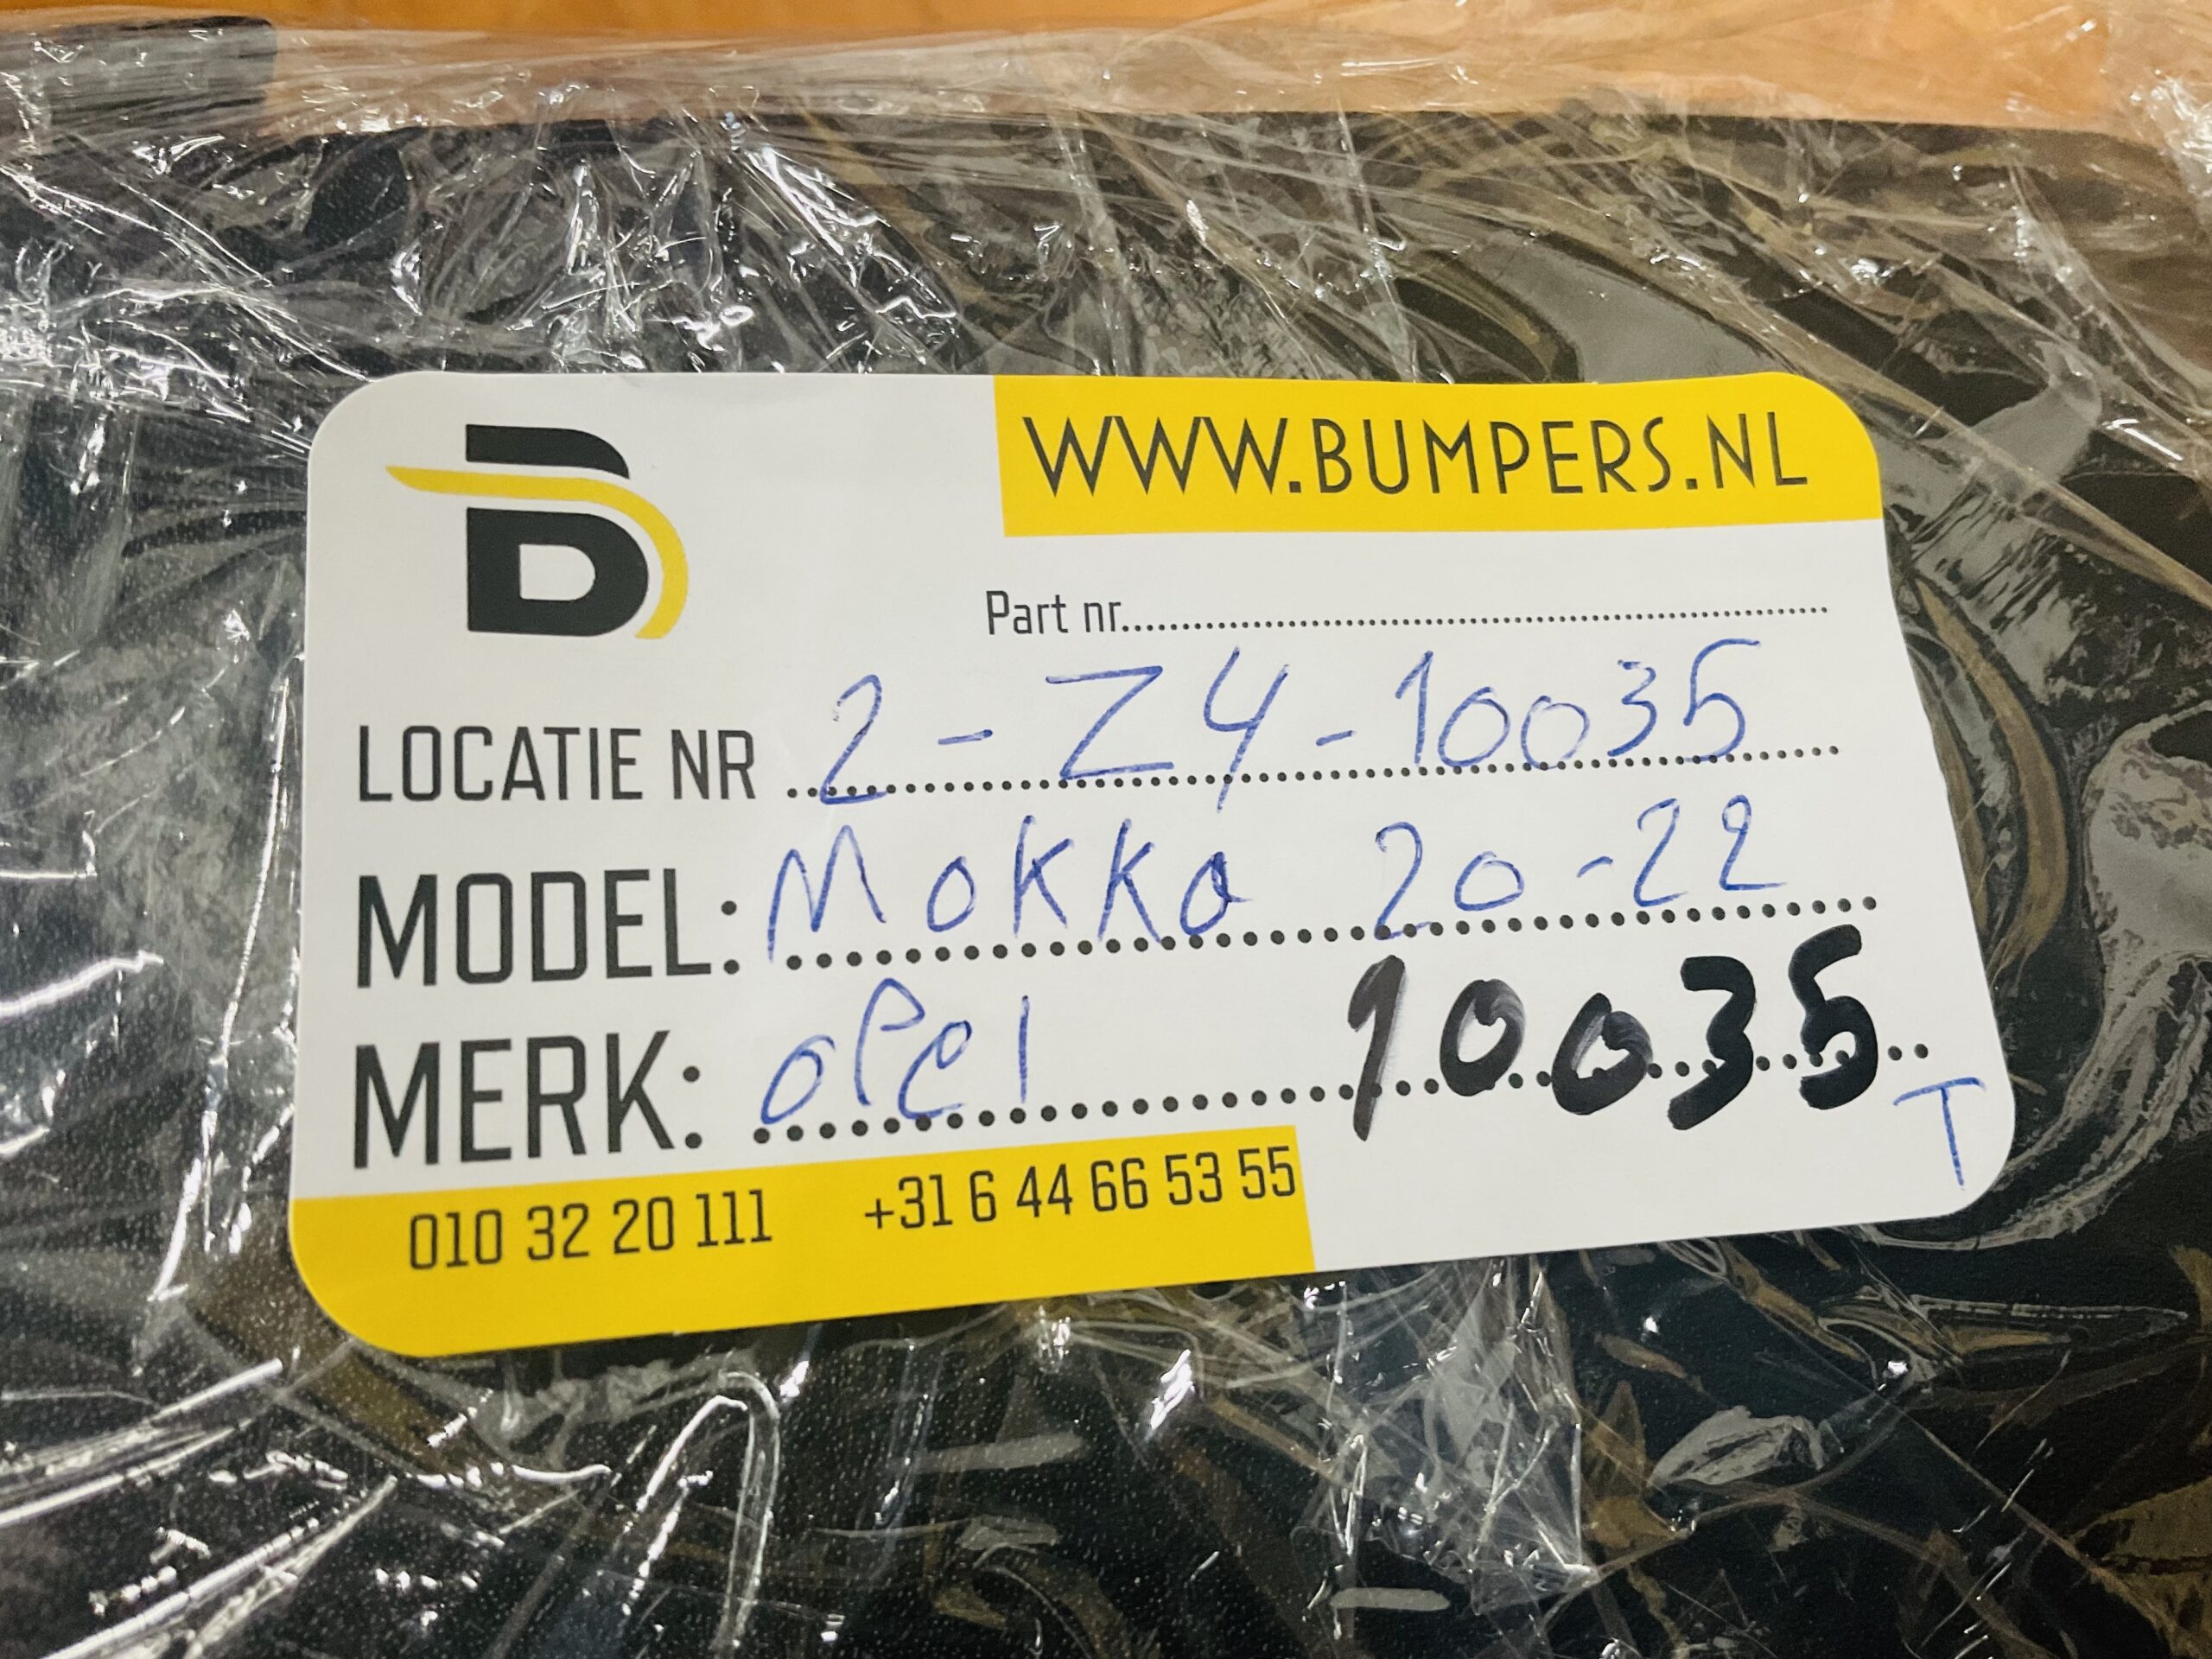 B
WWW.BUMPERS.NL
Part nr.
LOCATIE NR 2 - Z4 - 10035
MODEL: Mokka 20-22
MERK: opel 10035
T
010 32 20 111 +31 6 44 66 53 55